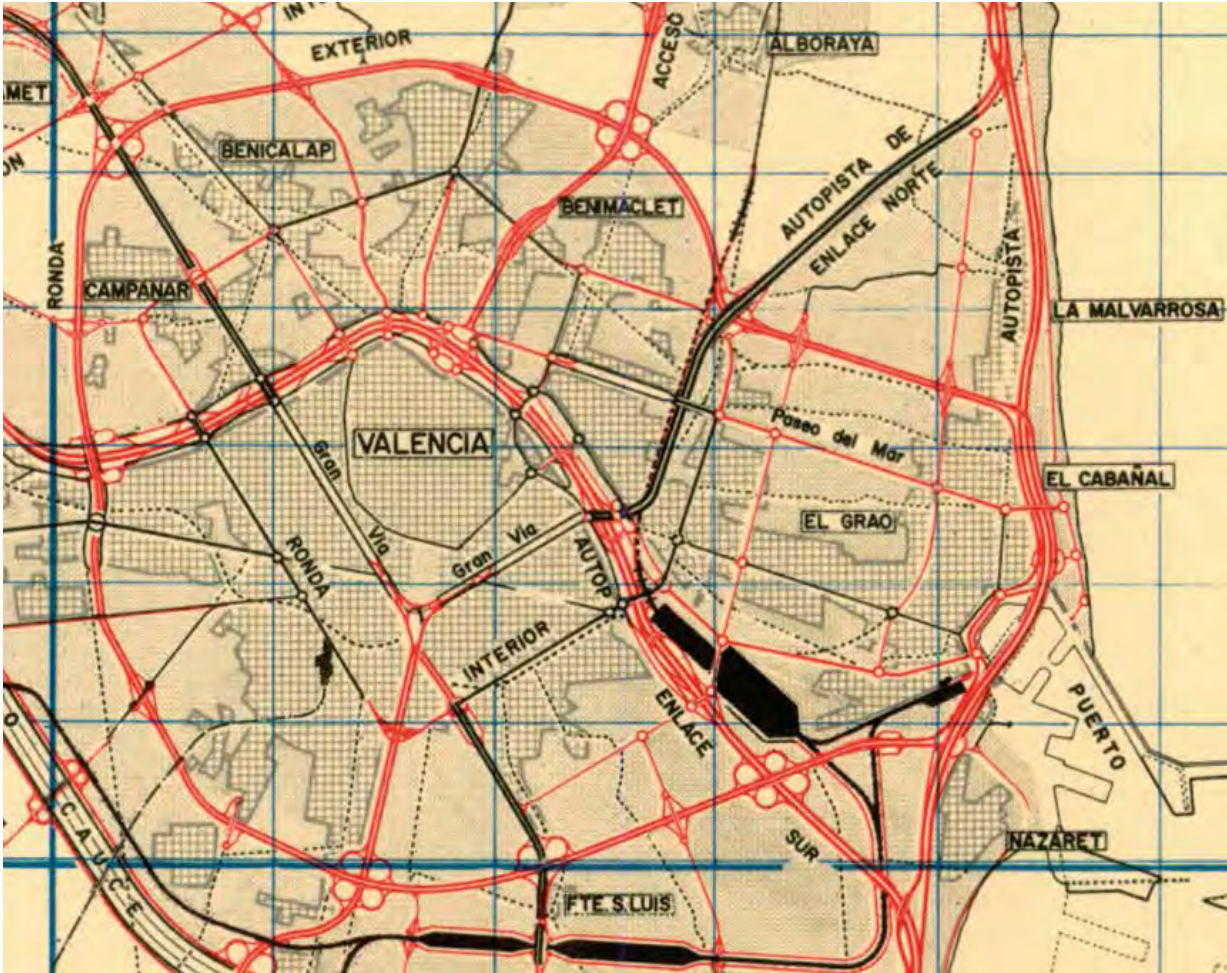 EXTERIOR
ACCESO
ALBORAYA
AMET
BENICALAP
AUTOPISTA DE
ENLACE NORTE
BENIMACLET
RONDA
CAMPANAR
AUTOPISTA
LA MALVARROSA
Paseo del Mar
VALENCIA
Gran Via
EL CABAÑAL
EL GRAO
Gran Via
RONDA
AUTOP
INTERIOR
ENLACE
PUERTO
SUR
CAUCE
NAZARET
FTE.S.LUIS